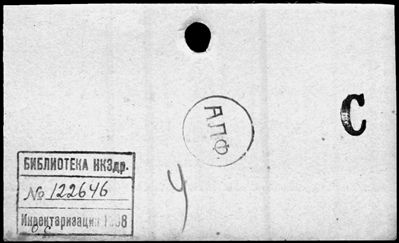 С
АПФ.
БИБЛИОТЕКА НКЗдр.
№ 122646
Инвентаризация 1938